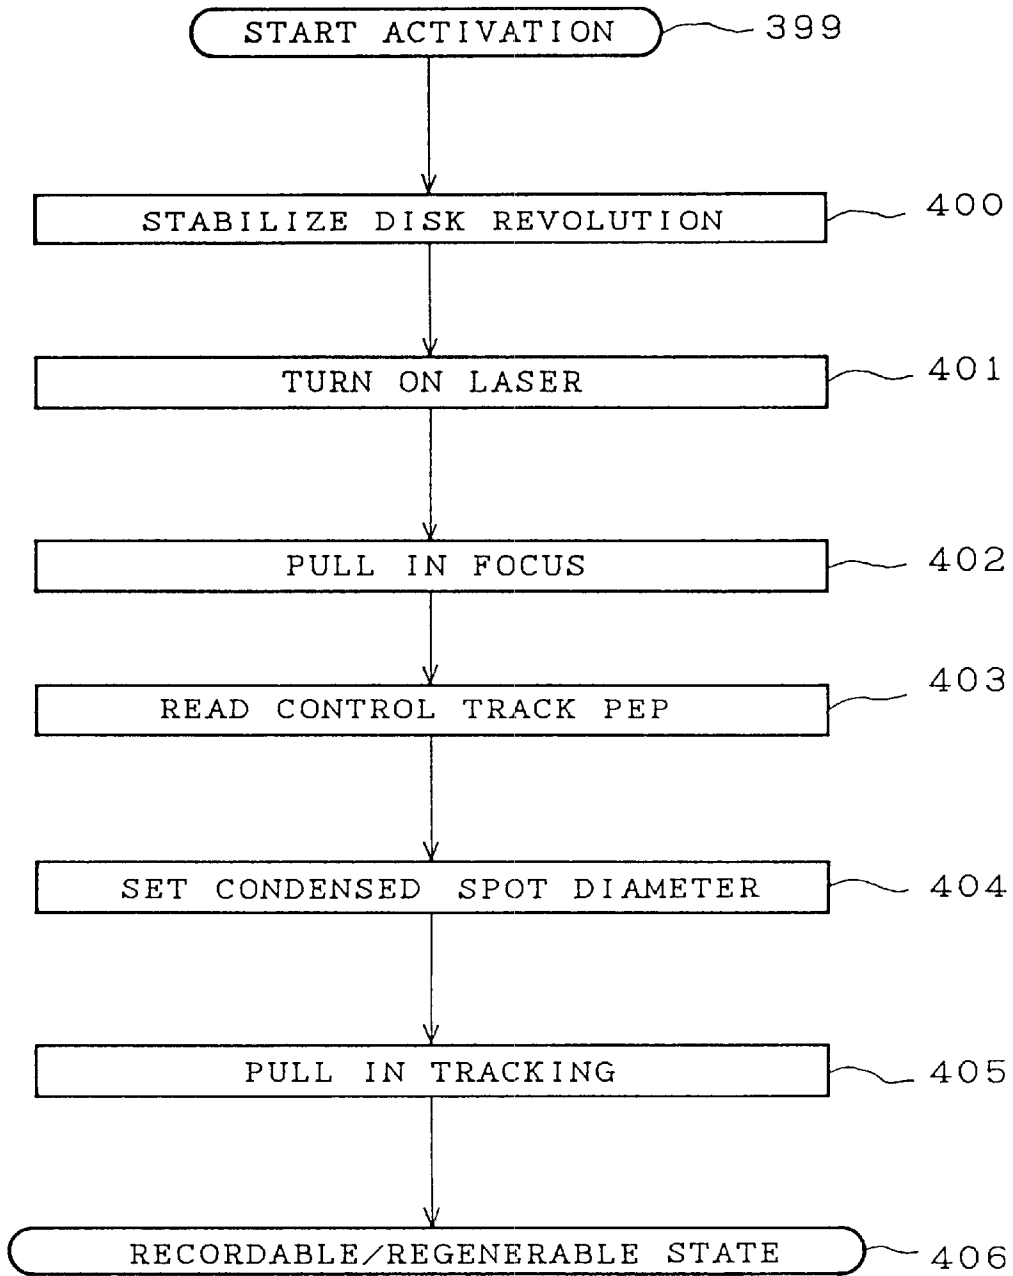 START ACTIVATION 399
STABILIZE DISK REVOLUTION 400
TURN ON LASER 401
PULL IN FOCUS 402
READ CONTROL TRACK PEP 403
SET CONDENSED SPOT DIAMETER 404
PULL IN TRACKING 405
RECORDABLE/REGENERABLE STATE 406